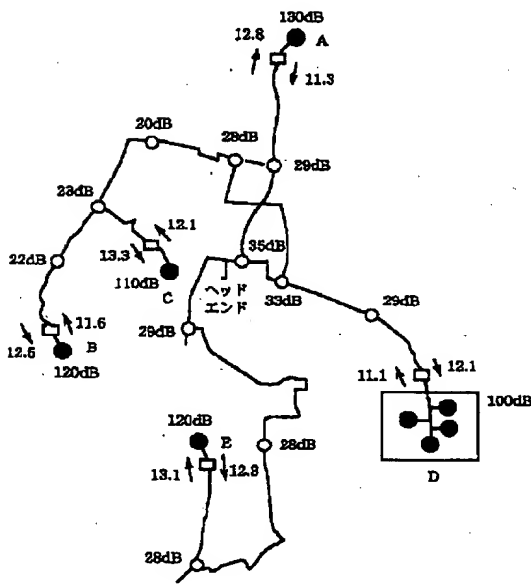 130dB
12.8
A
11.3
20dB
28dB
29dB
23dB
12.1
13.3
110dB
C
22dB
11.6
12.5
B
120dB
35dB
ヘッド
エンド
33dB
29dB
29dB
11.1
12.1
100dB
D
120dB
E
13.1
12.8
28dB
28dB